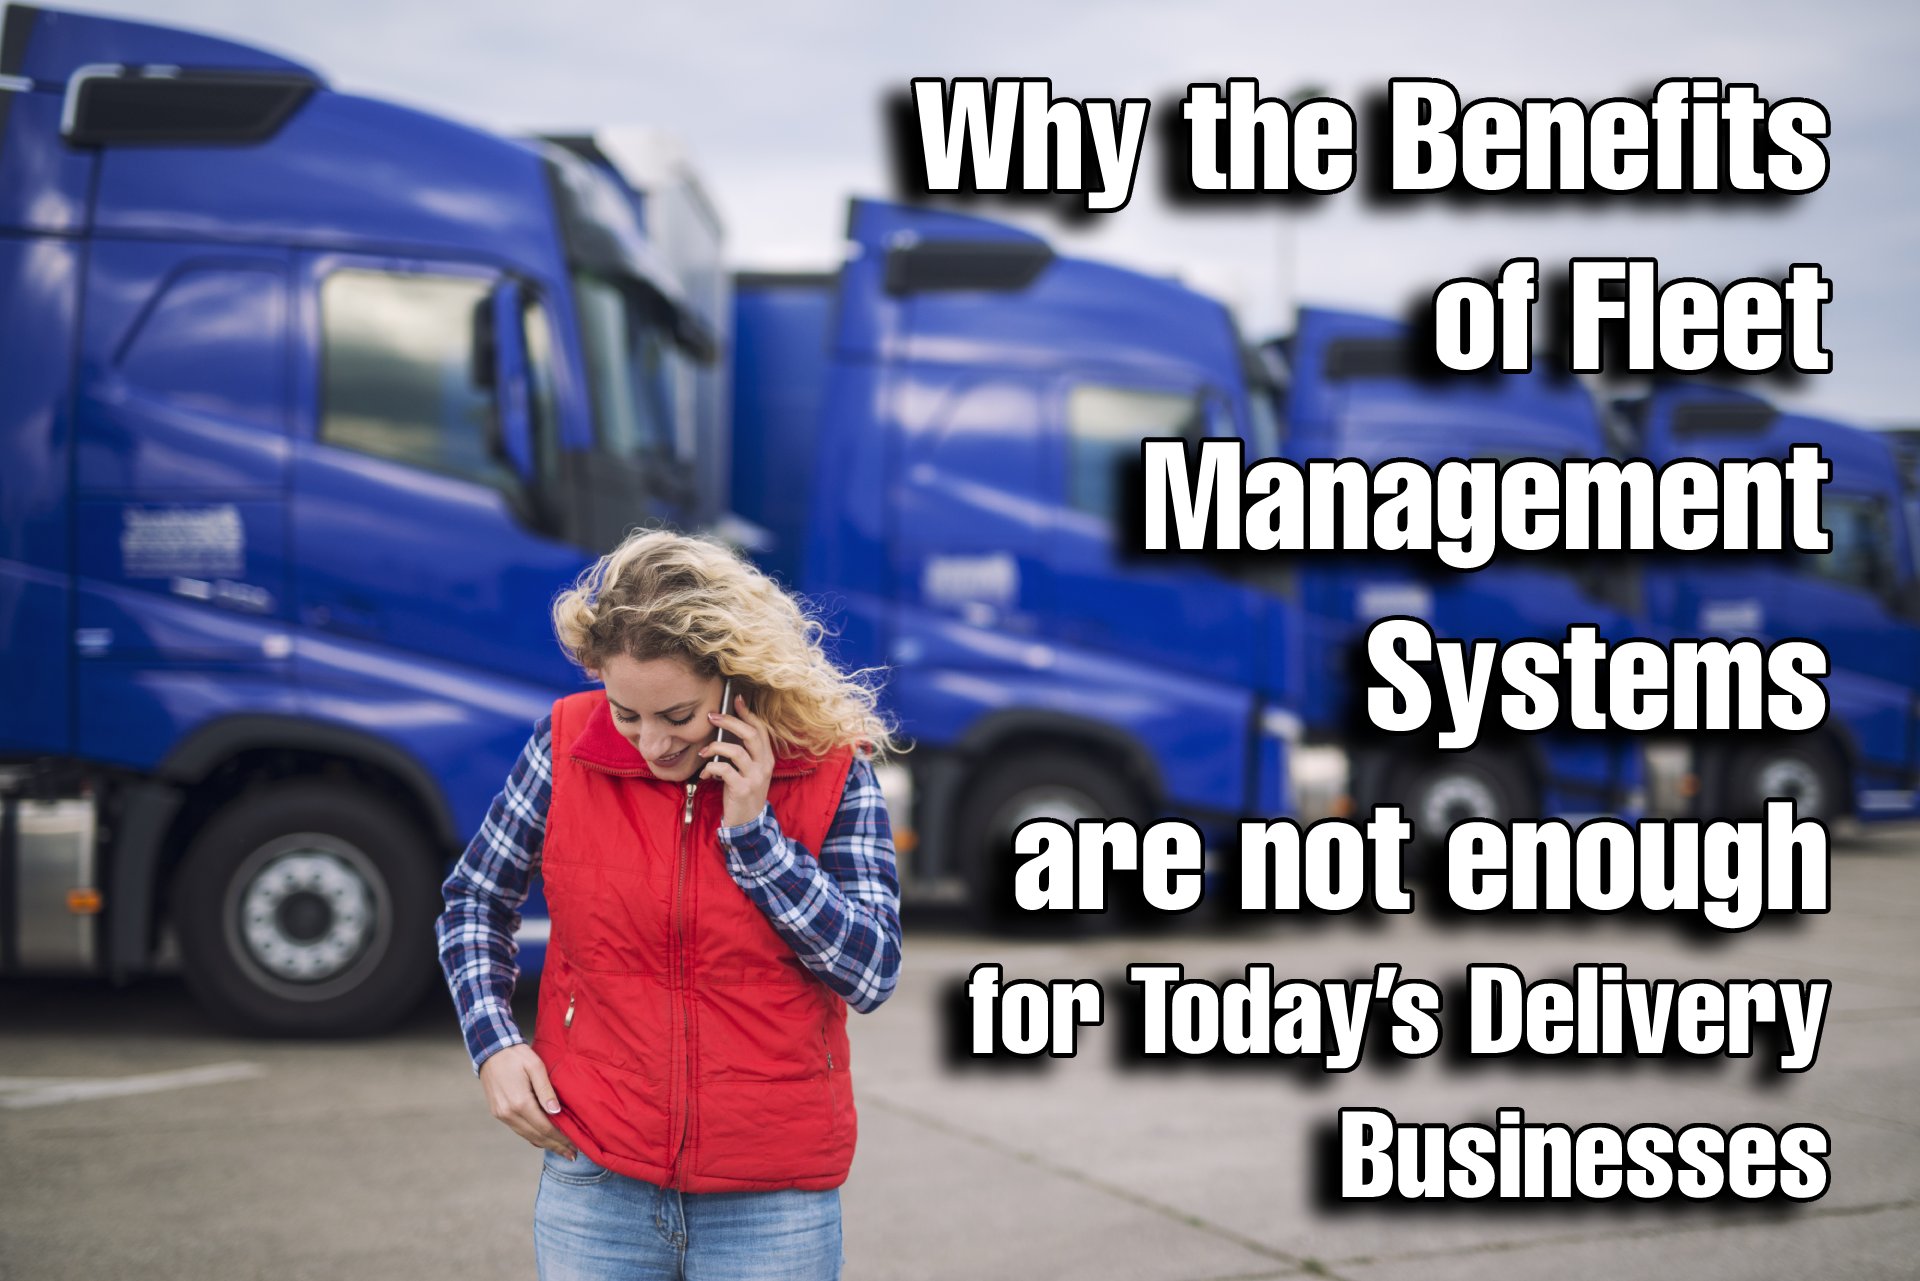 Why the Benefits
of Fleet
Management
Systems
are not enough
for Today's Delivery
Businesses